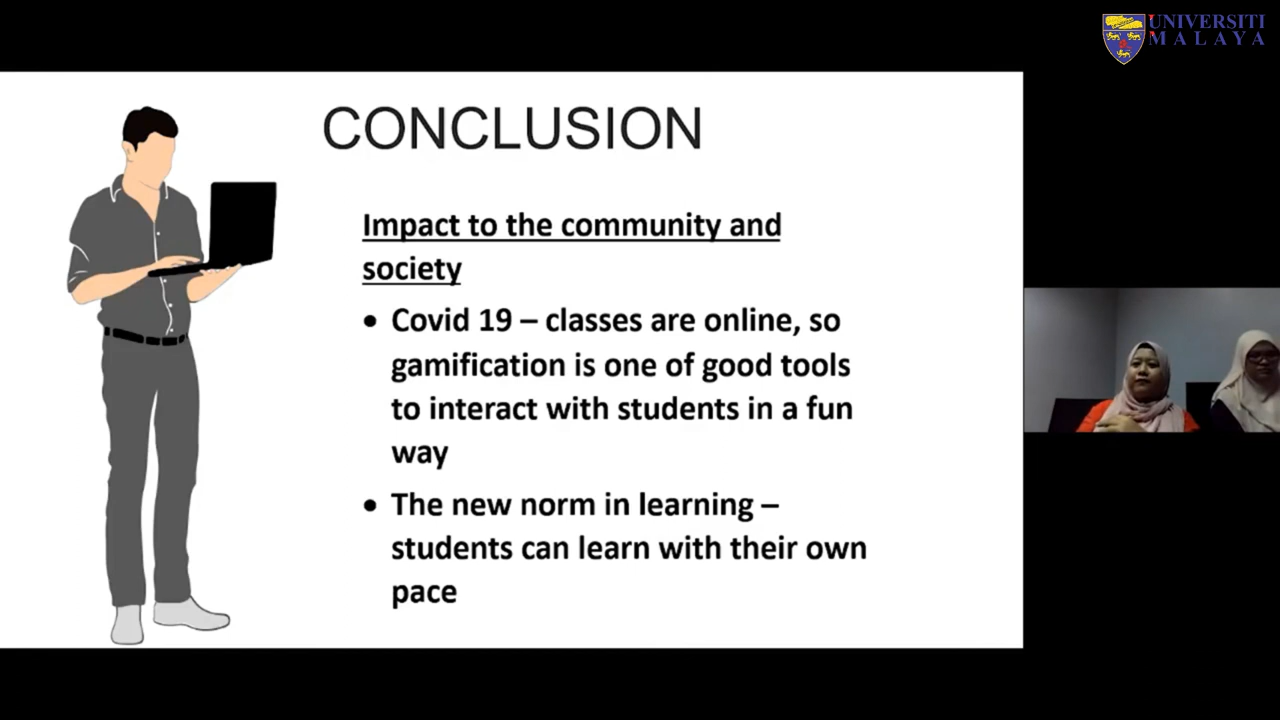 UNIVERSITI
MALAYA
CONCLUSION
Impact to the community and
society
• Covid 19 – classes are online, so
gamification is one of good tools
to interact with students in a fun
way
• The new norm in learning –
students can learn with their own
pace